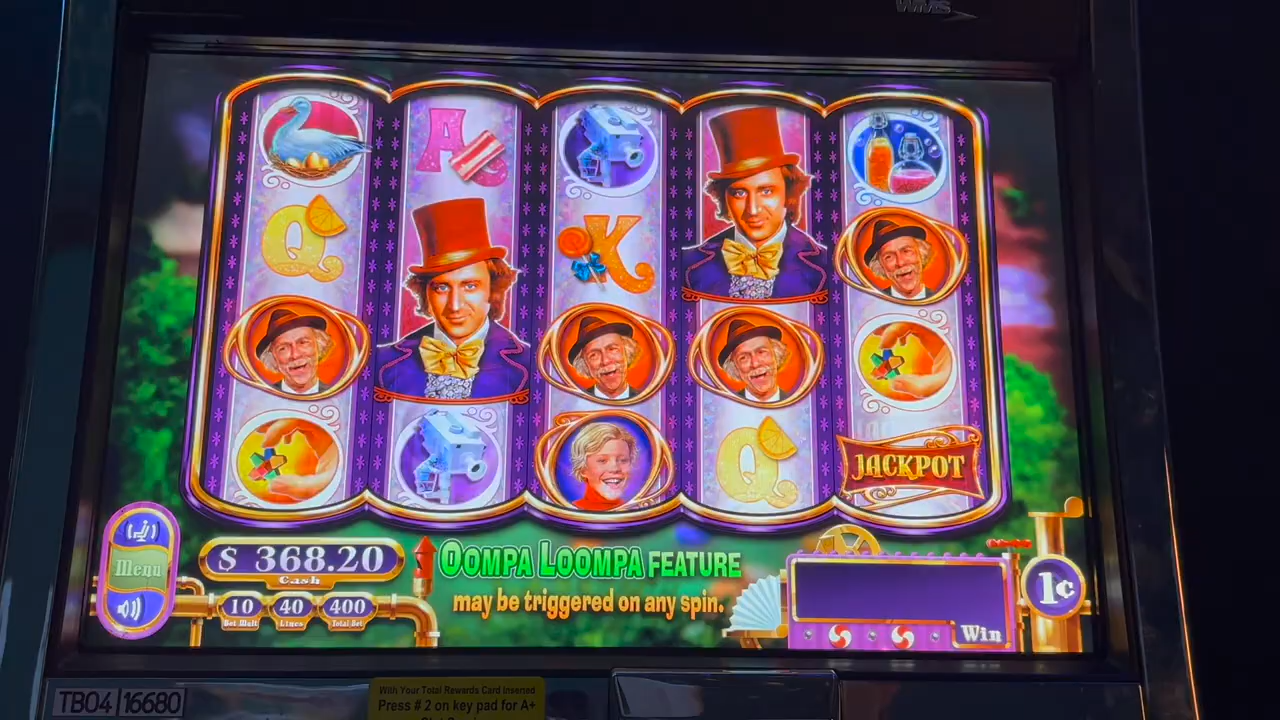 WMS
A
Q
K
Q
JACKPOT
$ 368.20
Cash
10 40 400
Bet Mult Lines Total Bet
Menu
OOMPA LOOMPA FEATURE
may be triggered on any spin.
1¢
Win
TB04 16680
With Your Total Rewards Card Inserted
Press # 2 on key pad for A+